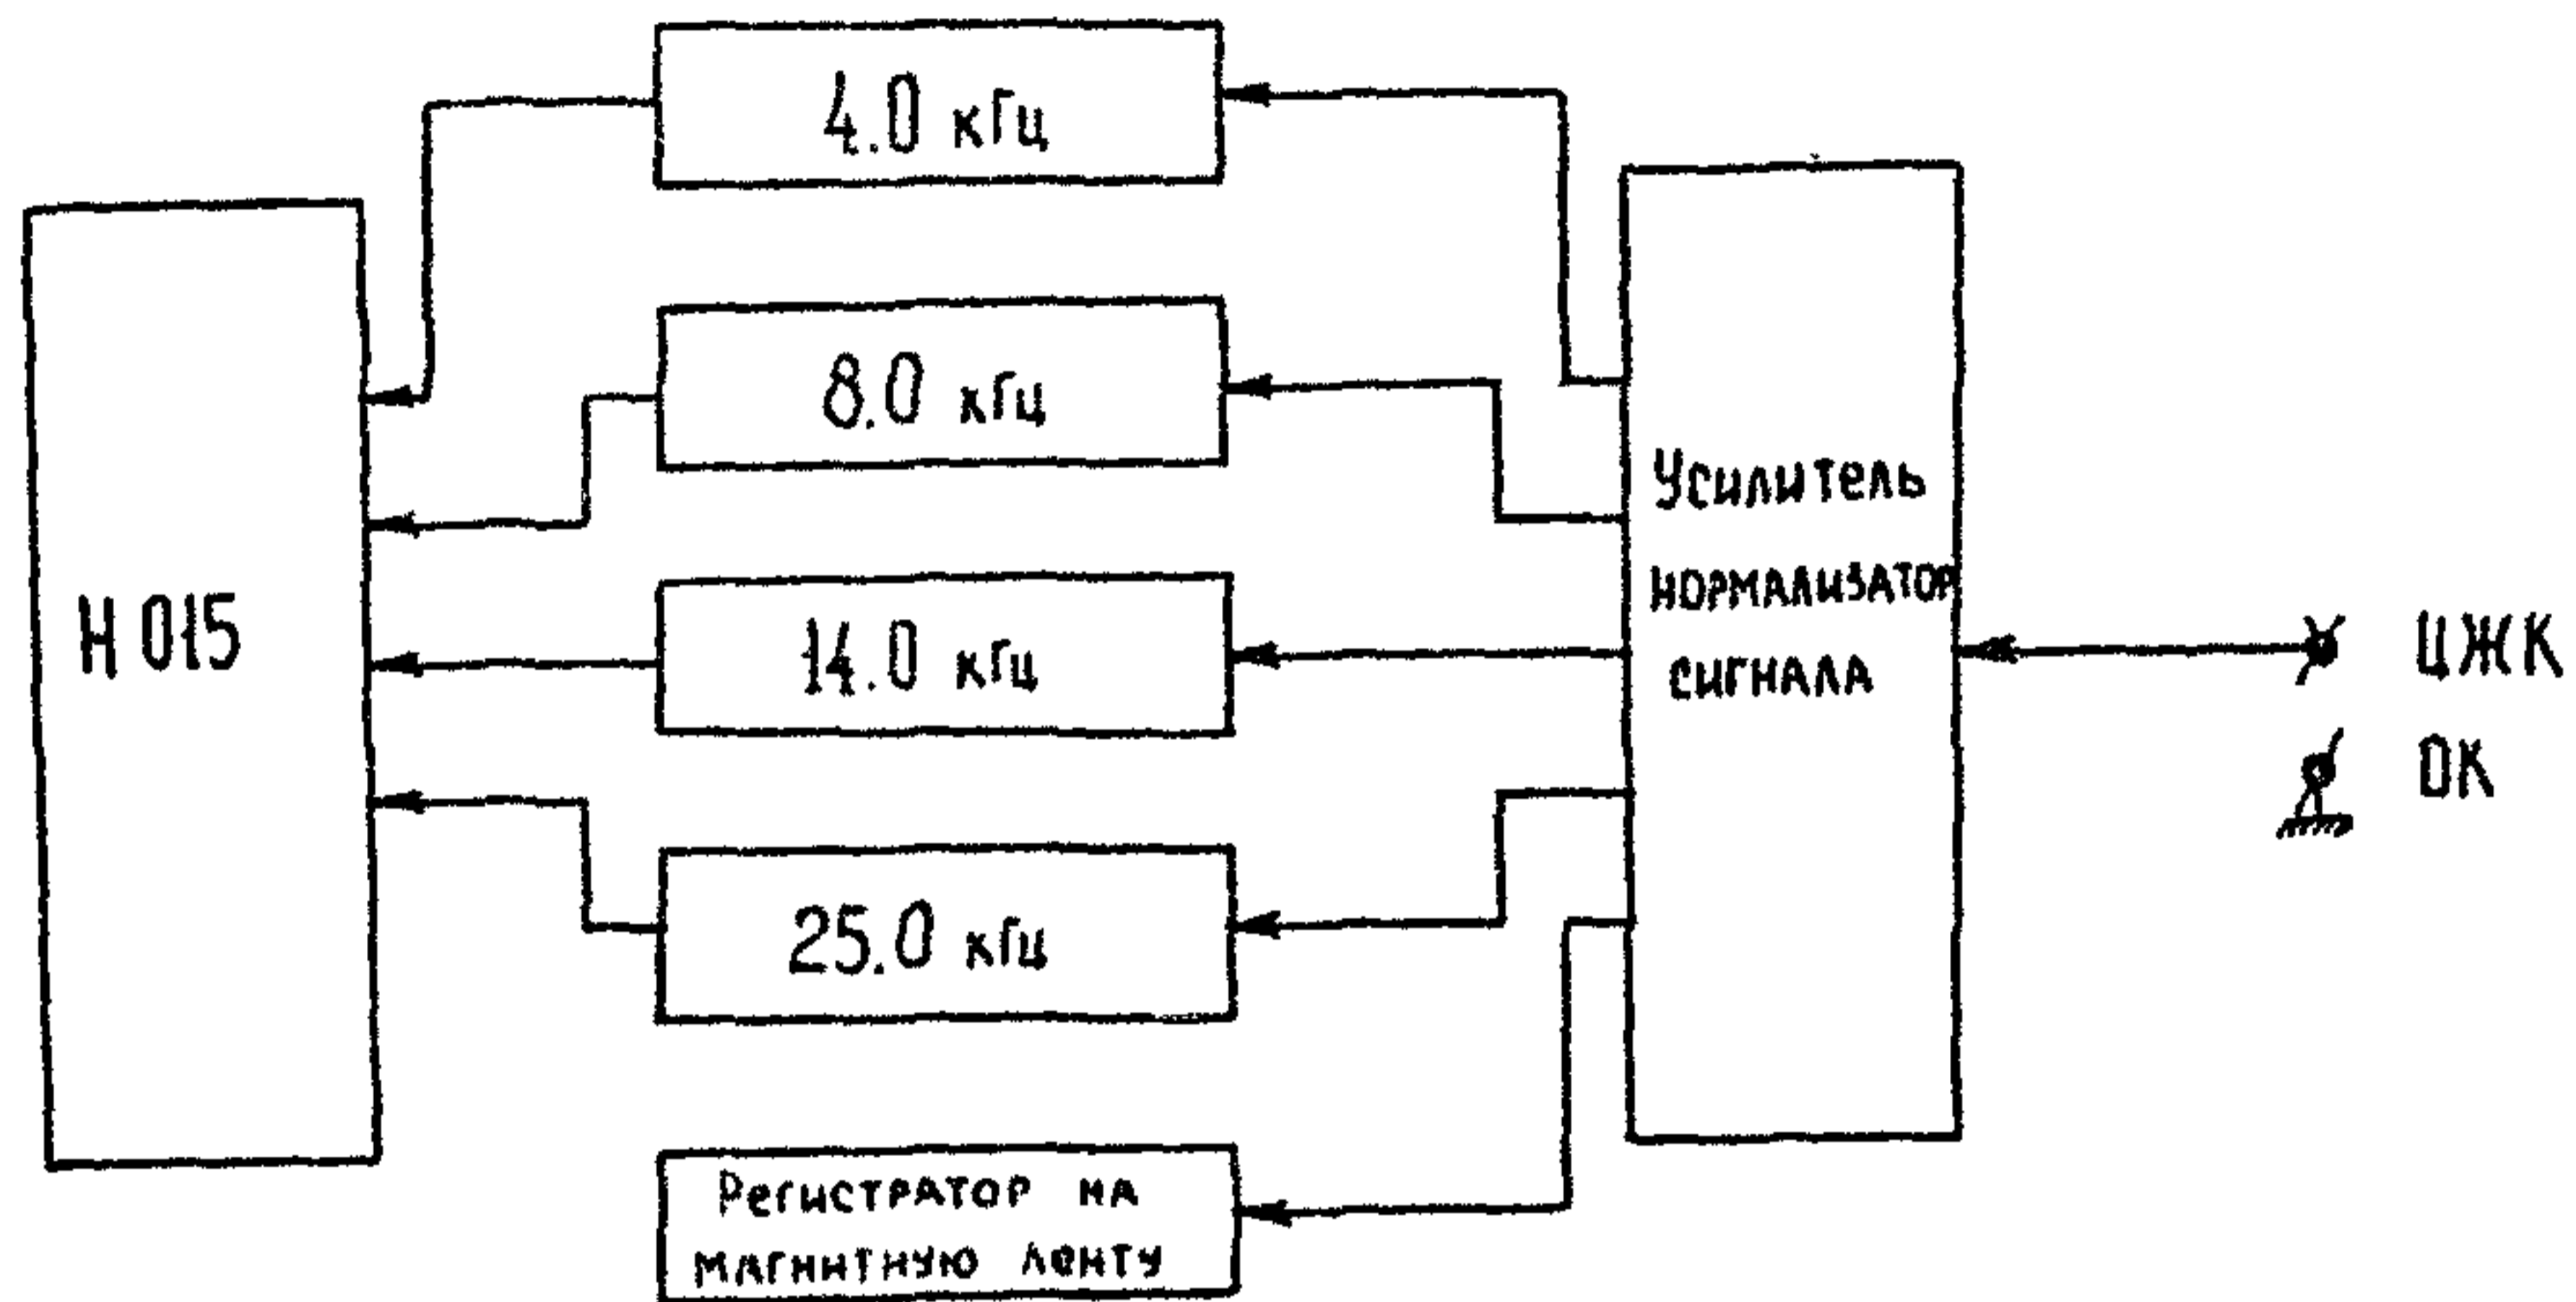 4.0 кГц
8.0 кГц
14.0 кГц
25.0 кГц
Регистратор на
магнитную ленту
Н 015
Усилитель
нормализатор
сигнала
ЦЖК
ОК